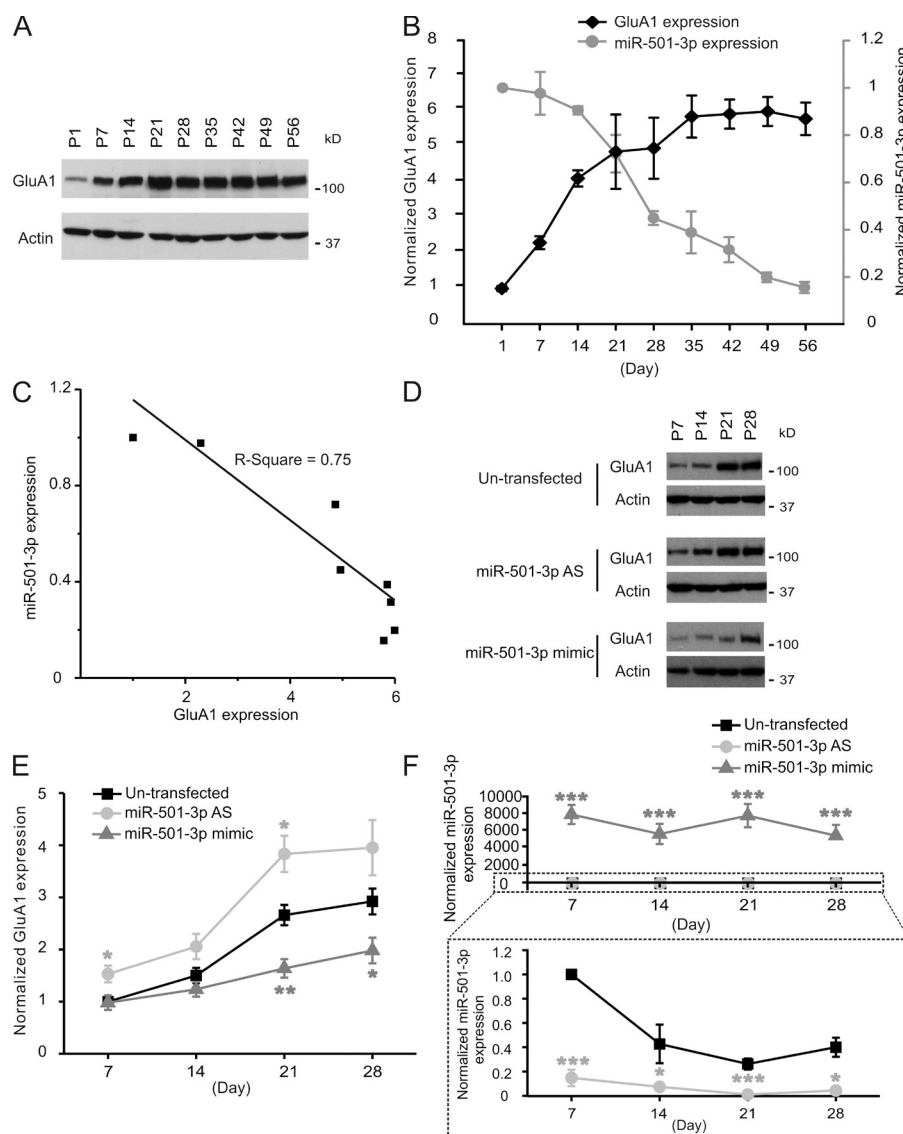 A
P1 P7 P14 P21 P28 P35 P42 P49 P56 kD
GluA1
- 100
Actin
- 37
B
GluA1 expression
miR-501-3p expression
Normalized GluA1 expression
8
7
6
5
4
3
2
1
0
Normalized miR-501-3p expression
1.2
1
0.8
0.6
0.4
0.2
0
1 7 14 21 28 35 42 49 56
(Day)
C
miR-501-3p expression
1.2
0.8
0.4
0
R-Square = 0.75
2 4 6
GluA1 expression
D
P7 P14 P21 P28 kD
Un-transfected
GluA1 - 100
Actin - 37
miR-501-3p AS
GluA1 - 100
Actin - 37
miR-501-3p mimic
GluA1 - 100
Actin - 37
E
Un-transfected
miR-501-3p AS
miR-501-3p mimic
Normalized GluA1 expression
5
4
3
2
1
0
* * ** *
7 14 21 28
(Day)
F
Un-transfected
miR-501-3p AS
miR-501-3p mimic
Normalized miR-501-3p
expression
10000
8000
6000
4000
2000
0
*** *** *** ***
7 14 21 28
(Day)
Normalized miR-501-3p
expression
1.2
1.0
0.8
0.6
0.4
0.2
0
*** * *** *
7 14 21 28
(Day)